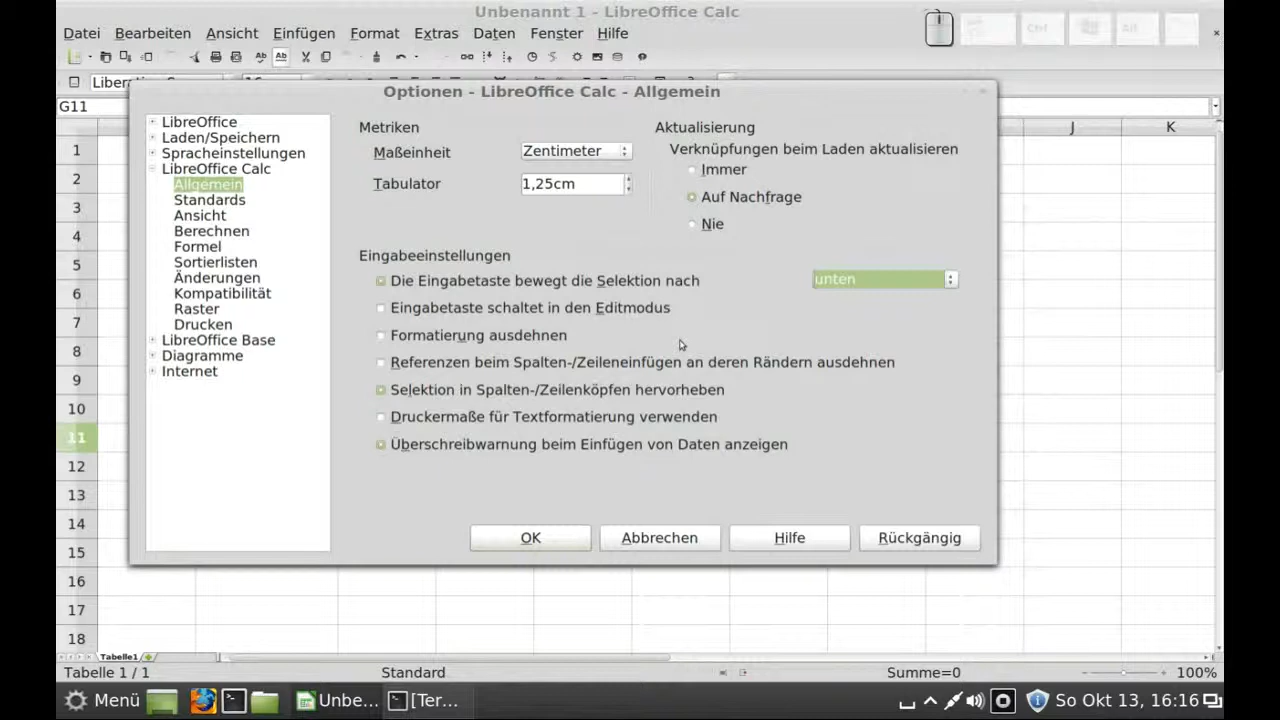 Unbenannt 1 - LibreOffice Calc
Datei Bearbeiten Ansicht Einfügen Format Extras Daten Fenster Hilfe
Ctrl Alt
G11
Optionen - LibreOffice Calc - Allgemein
J K
1
2
3
4
5
6
7
8
9
10
11
12
13
14
15
16
17
18
LibreOffice
Laden/Speichern
Spracheinstellungen
LibreOffice Calc
Allgemein
Standards
Ansicht
Berechnen
Formel
Sortierlisten
Änderungen
Kompatibilität
Raster
Drucken
LibreOffice Base
Diagramme
Internet
Metriken
Maßeinheit Zentimeter
Tabulator 1,25cm
Aktualisierung
Verknüpfungen beim Laden aktualisieren
Immer
Auf Nachfrage
Nie
Eingabeeinstellungen
Die Eingabetaste bewegt die Selektion nach unten
Eingabetaste schaltet in den Editmodus
Formatierung ausdehnen
Referenzen beim Spalten-/Zeileneinfügen an deren Rändern ausdehnen
Selektion in Spalten-/Zeilenköpfen hervorheben
Druckermaße für Textformatierung verwenden
Überschreibwarnung beim Einfügen von Daten anzeigen
OK Abbrechen Hilfe Rückgängig
Tabelle1
Tabelle 1 / 1 Standard Summe=0 100%
Menü Unbe... [Ter... So Okt 13, 16:16